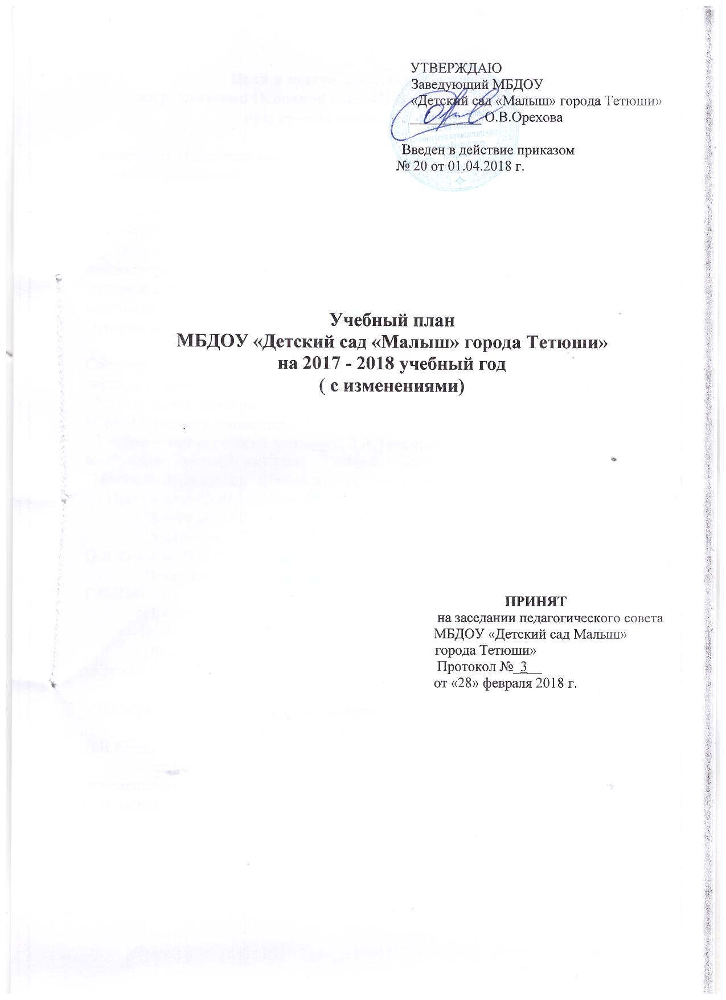 УТВЕРЖДАЮ
Заведующий МБДОУ
«Детский сад «Малыш» города Тетюши»
__________ О.В.Орехова
Введен в действие приказом
№ 20 от 01.04.2018 г.
Учебный план
МБДОУ «Детский сад «Малыш» города Тетюши»
на 2017 - 2018 учебный год
( с изменениями)
ПРИНЯТ
на заседании педагогического совета
МБДОУ «Детский сад Малыш»
города Тетюши»
Протокол №_3__
от «28» февраля 2018 г.